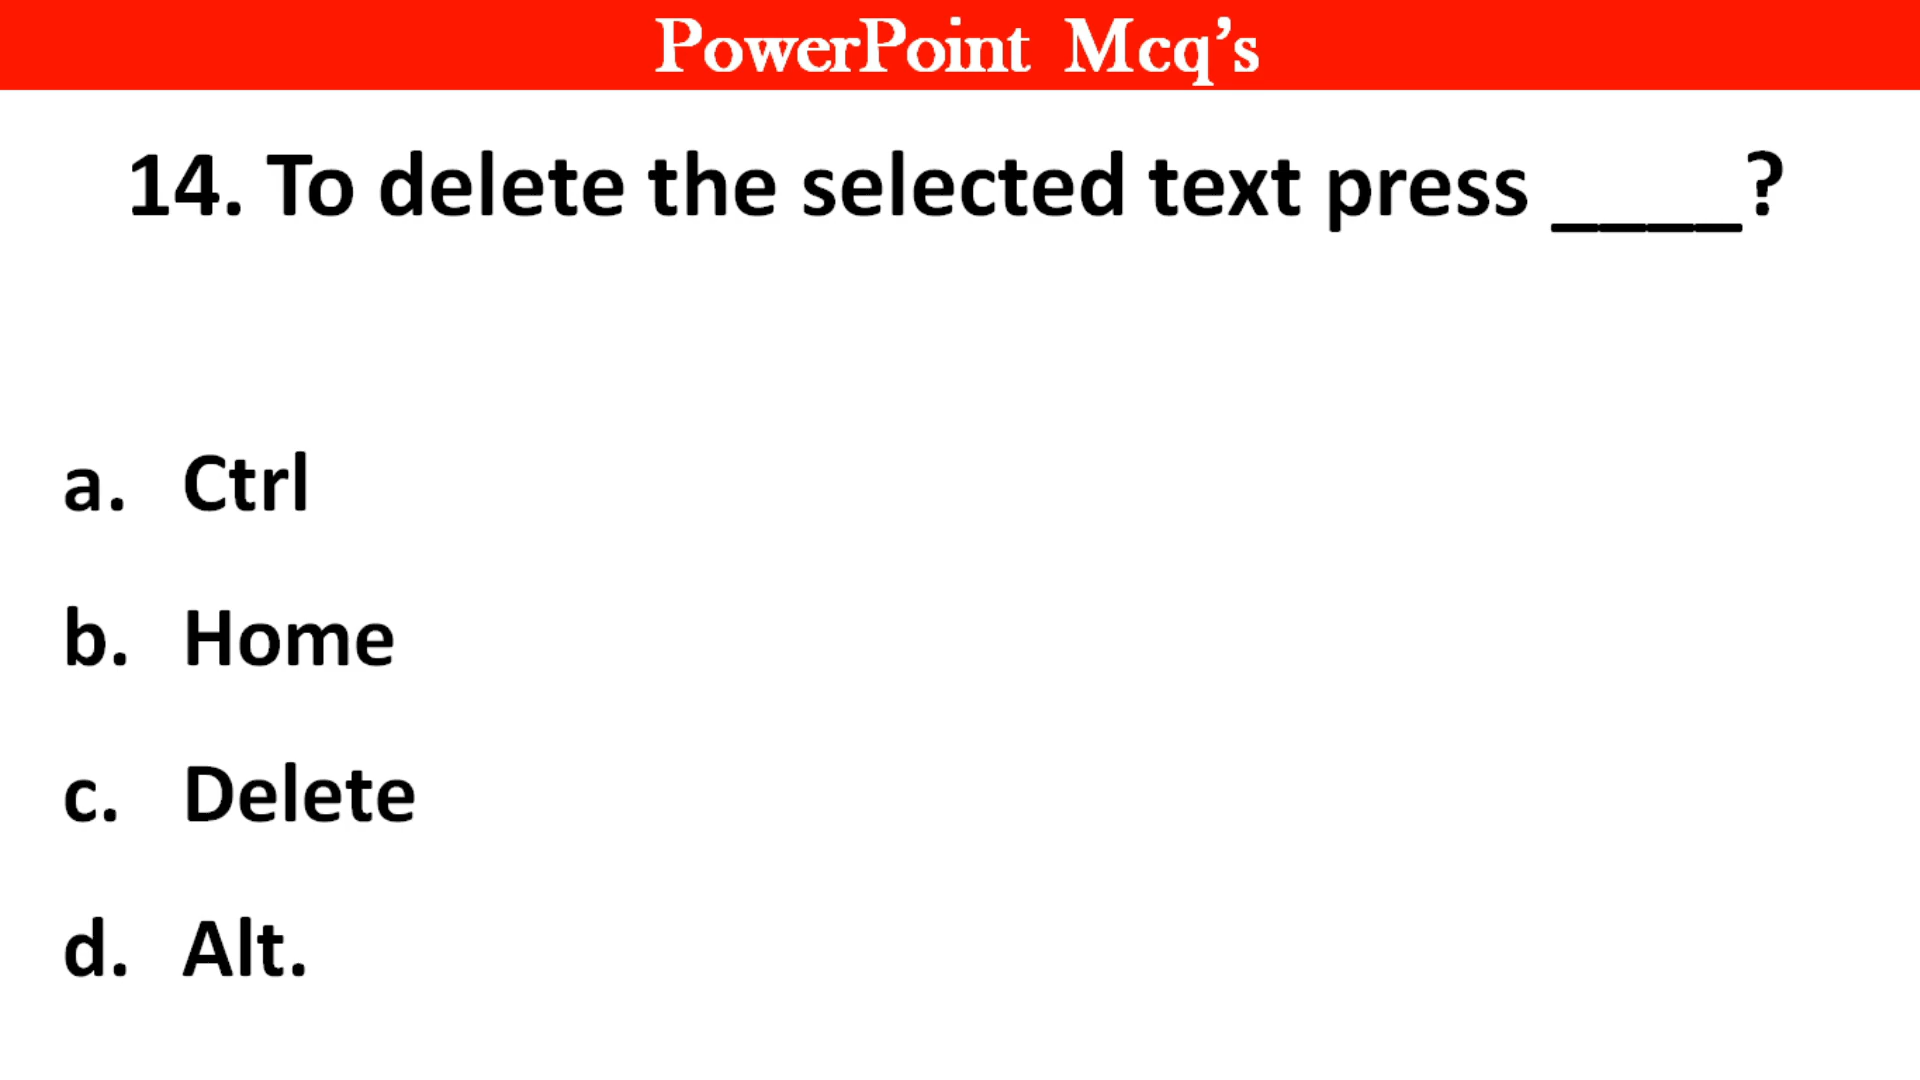 PowerPoint Mcq’s
14. To delete the selected text press ____?
a. Ctrl
b. Home
c. Delete
d. Alt.